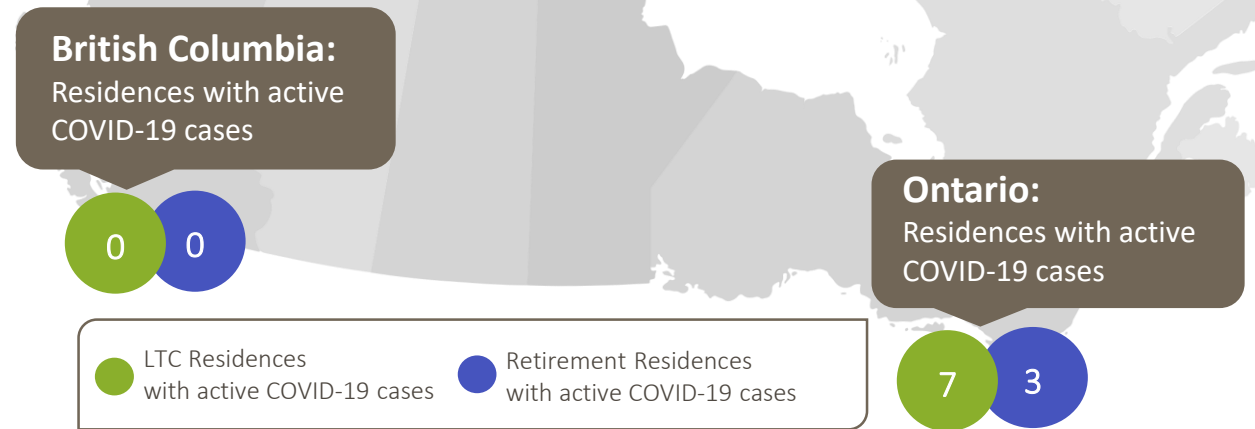 British Columbia:
Residences with active
COVID-19 cases
0 0
Ontario:
Residences with active
COVID-19 cases
7 3
LTC Residences
with active COVID-19 cases
Retirement Residences
with active COVID-19 cases